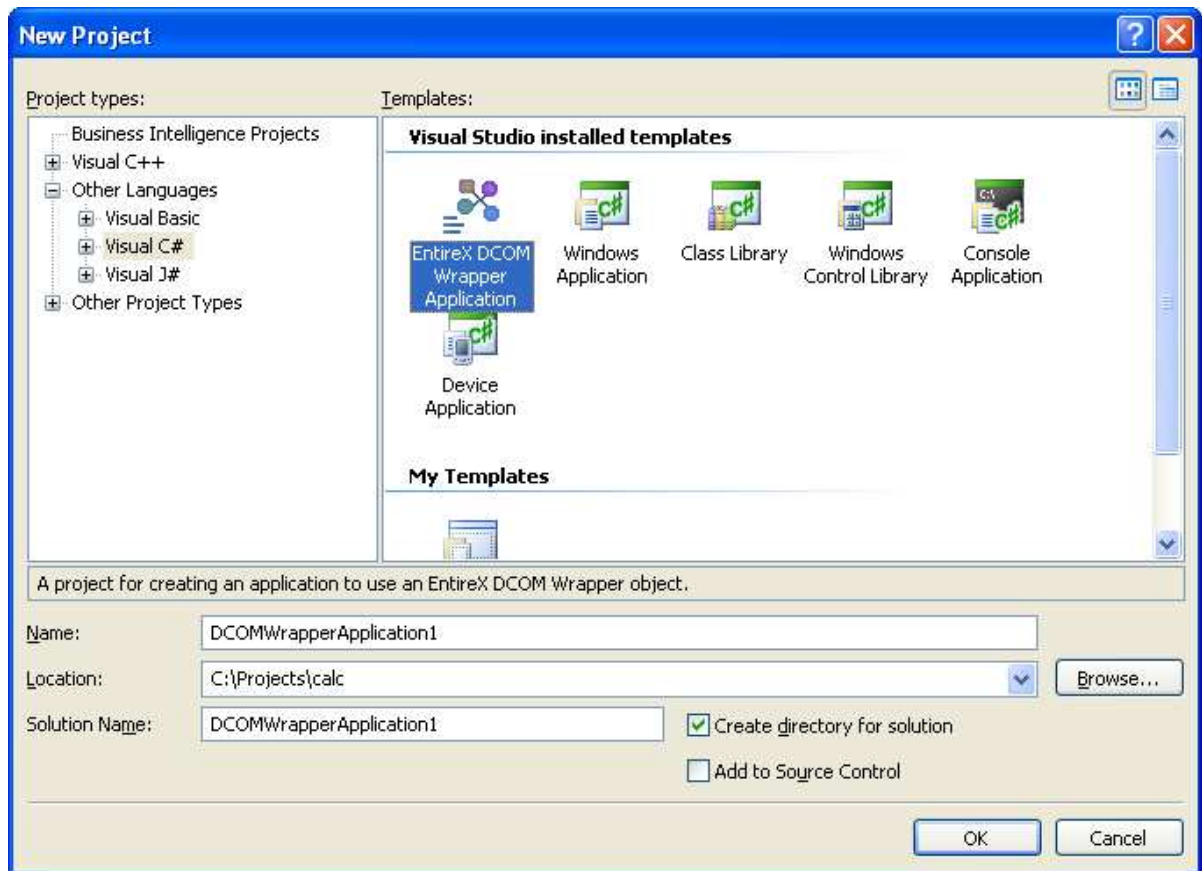 New Project
Project types:
Templates:
Business Intelligence Projects
Visual C++
Other Languages
Visual Basic
Visual C#
Visual J#
Other Project Types
Visual Studio installed templates
EntireX DCOM
Wrapper
Application
Windows
Application
Class Library
Windows
Control Library
Console
Application
Device
Application
My Templates
A project for creating an application to use an EntireX DCOM Wrapper object.
Name:
DCOMWrapperApplication1
Location:
C:\Projects\calc
Browse...
Solution Name:
DCOMWrapperApplication1
Create directory for solution
Add to Source Control
OK
Cancel